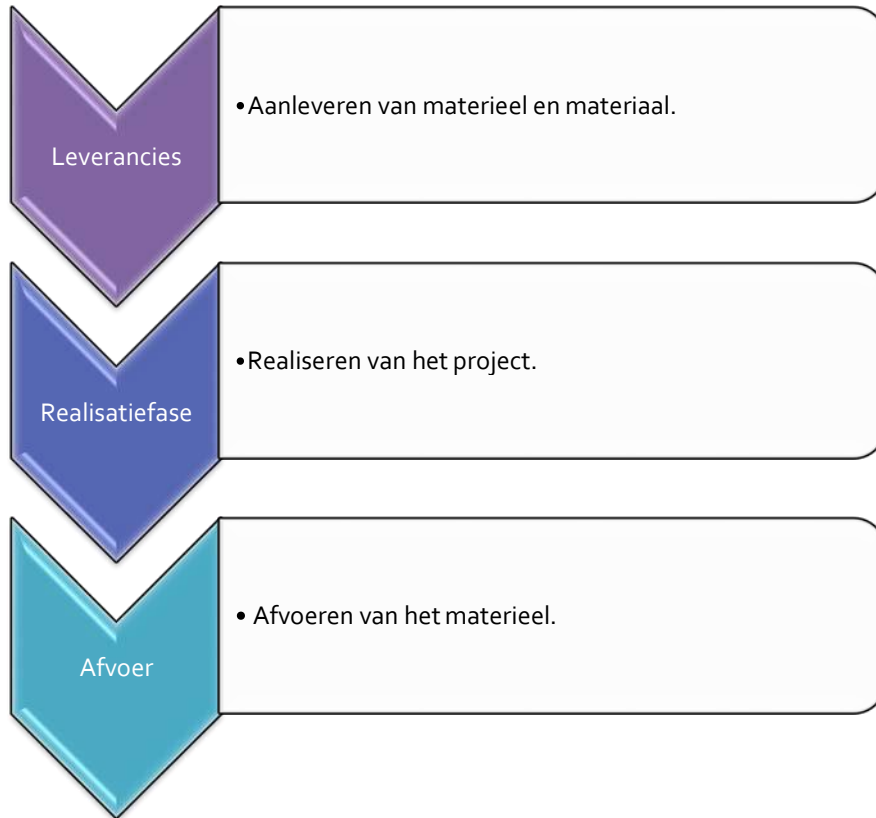 Leverancies
•Aanleveren van materieel en materiaal.
Realisatiefase
•Realiseren van het project.
Afvoer
• Afvoeren van het materieel.